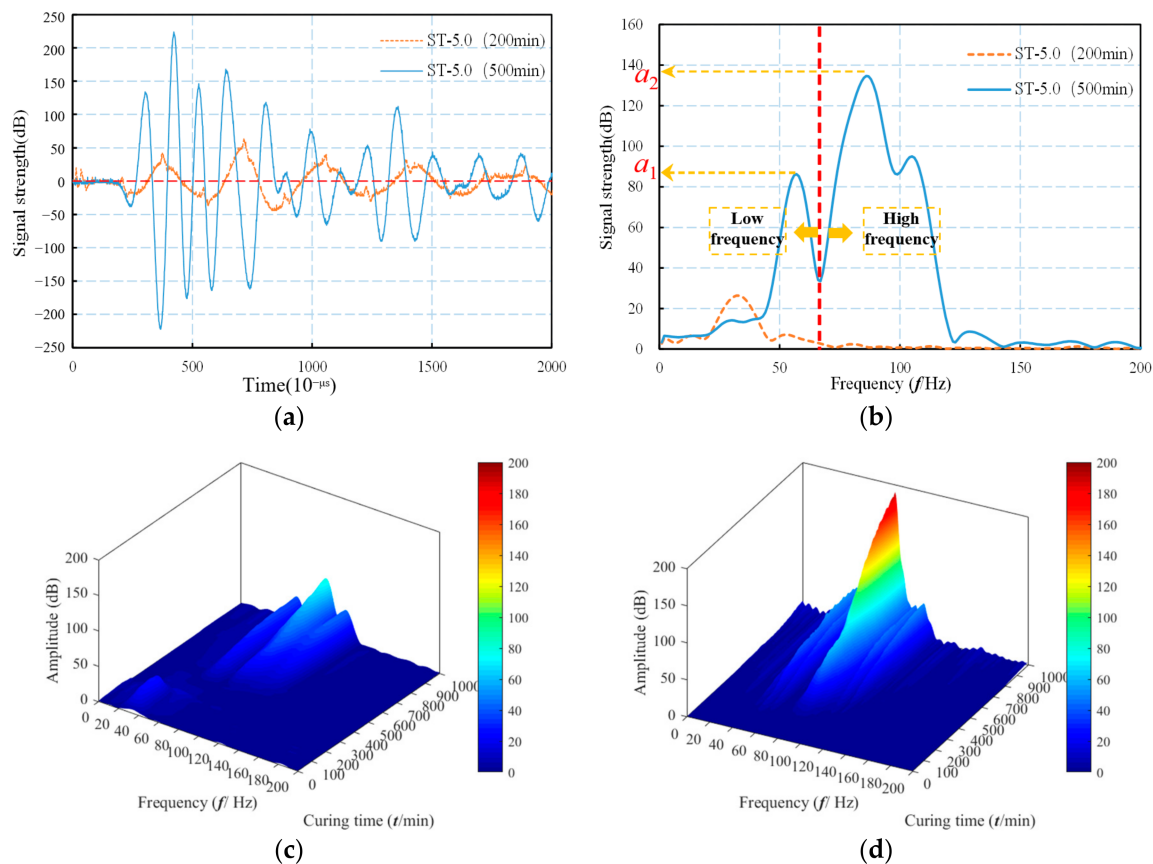 250
200
150
100
50
0
−50
−100
−150
−200
−250
Signal strength(dB)
ST-5.0 （200min）
ST-5.0 （500min）
0 500 1000 1500 2000
Time(10⁻μs)
(a)
160
140
120
100
80
60
40
20
0
Signal strength(dB)
a₂
a₁
ST-5.0 （200min）
ST-5.0 （500min）
Low
frequency
High
frequency
0 50 100 150 200
Frequency (f/Hz)
(b)
200
150
100
50
0
Amplitude (dB)
0 20 40 60 80 100 120 140 160 180 200
Frequency (f/ Hz)
0 100 200 300 400 500 600 700 800 900 1000
Curing time (t/min)
200
180
160
140
120
100
80
60
40
20
0
(c)
200
150
100
50
0
Amplitude (dB)
0 20 40 60 80 100 120 140 160 180 200
Frequency (f/ Hz)
0 100 200 300 400 500 600 700 800 900 1000
Curing time (t/min)
200
180
160
140
120
100
80
60
40
20
0
(d)